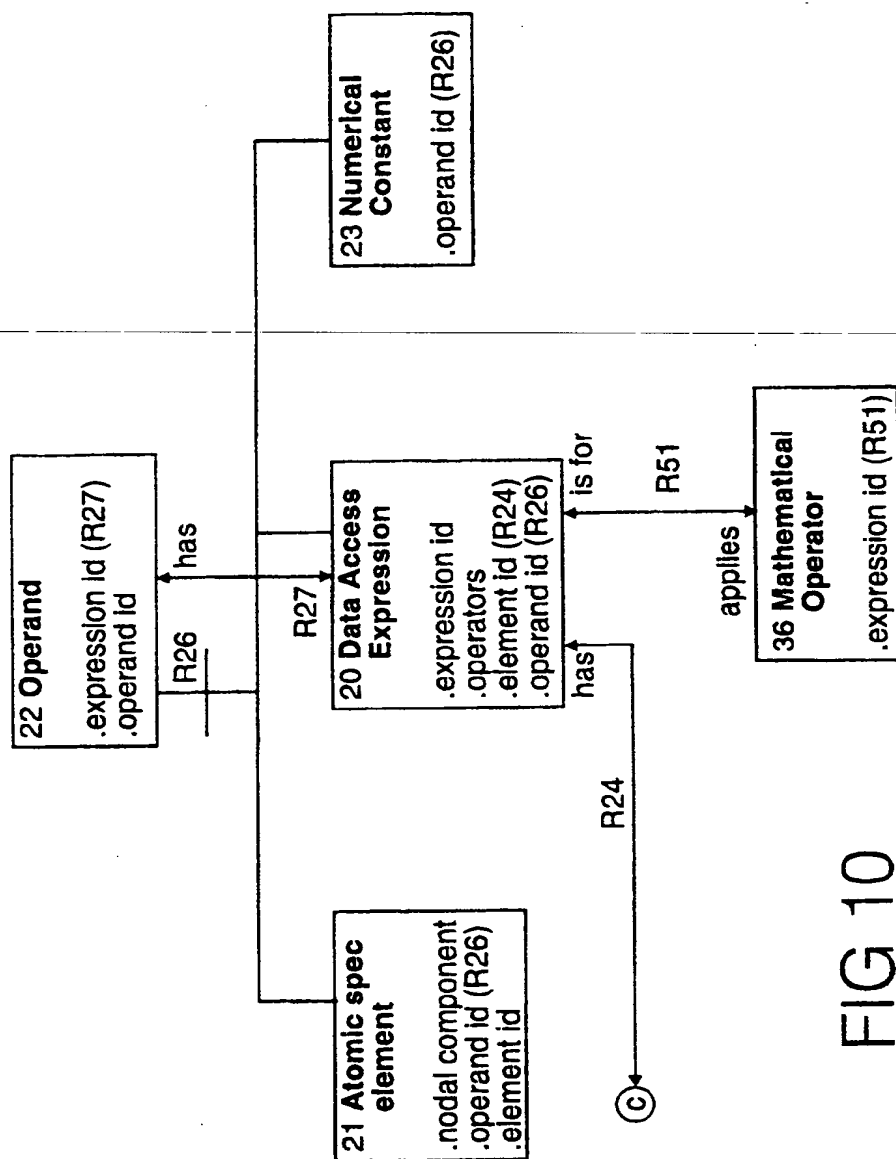 22 Operand
.expression id (R27)
.operand id
R26
has
R27
21 Atomic spec
element
.nodal component
.operand id (R26)
.element id
20 Data Access
Expression
.expression id
.operators
.element id (R24)
.operand id (R26)
23 Numerical
Constant
.operand id (R26)
has
is for
R24
R51
c
applies
36 Mathematical
Operator
.expression id (R51)
FIG 10